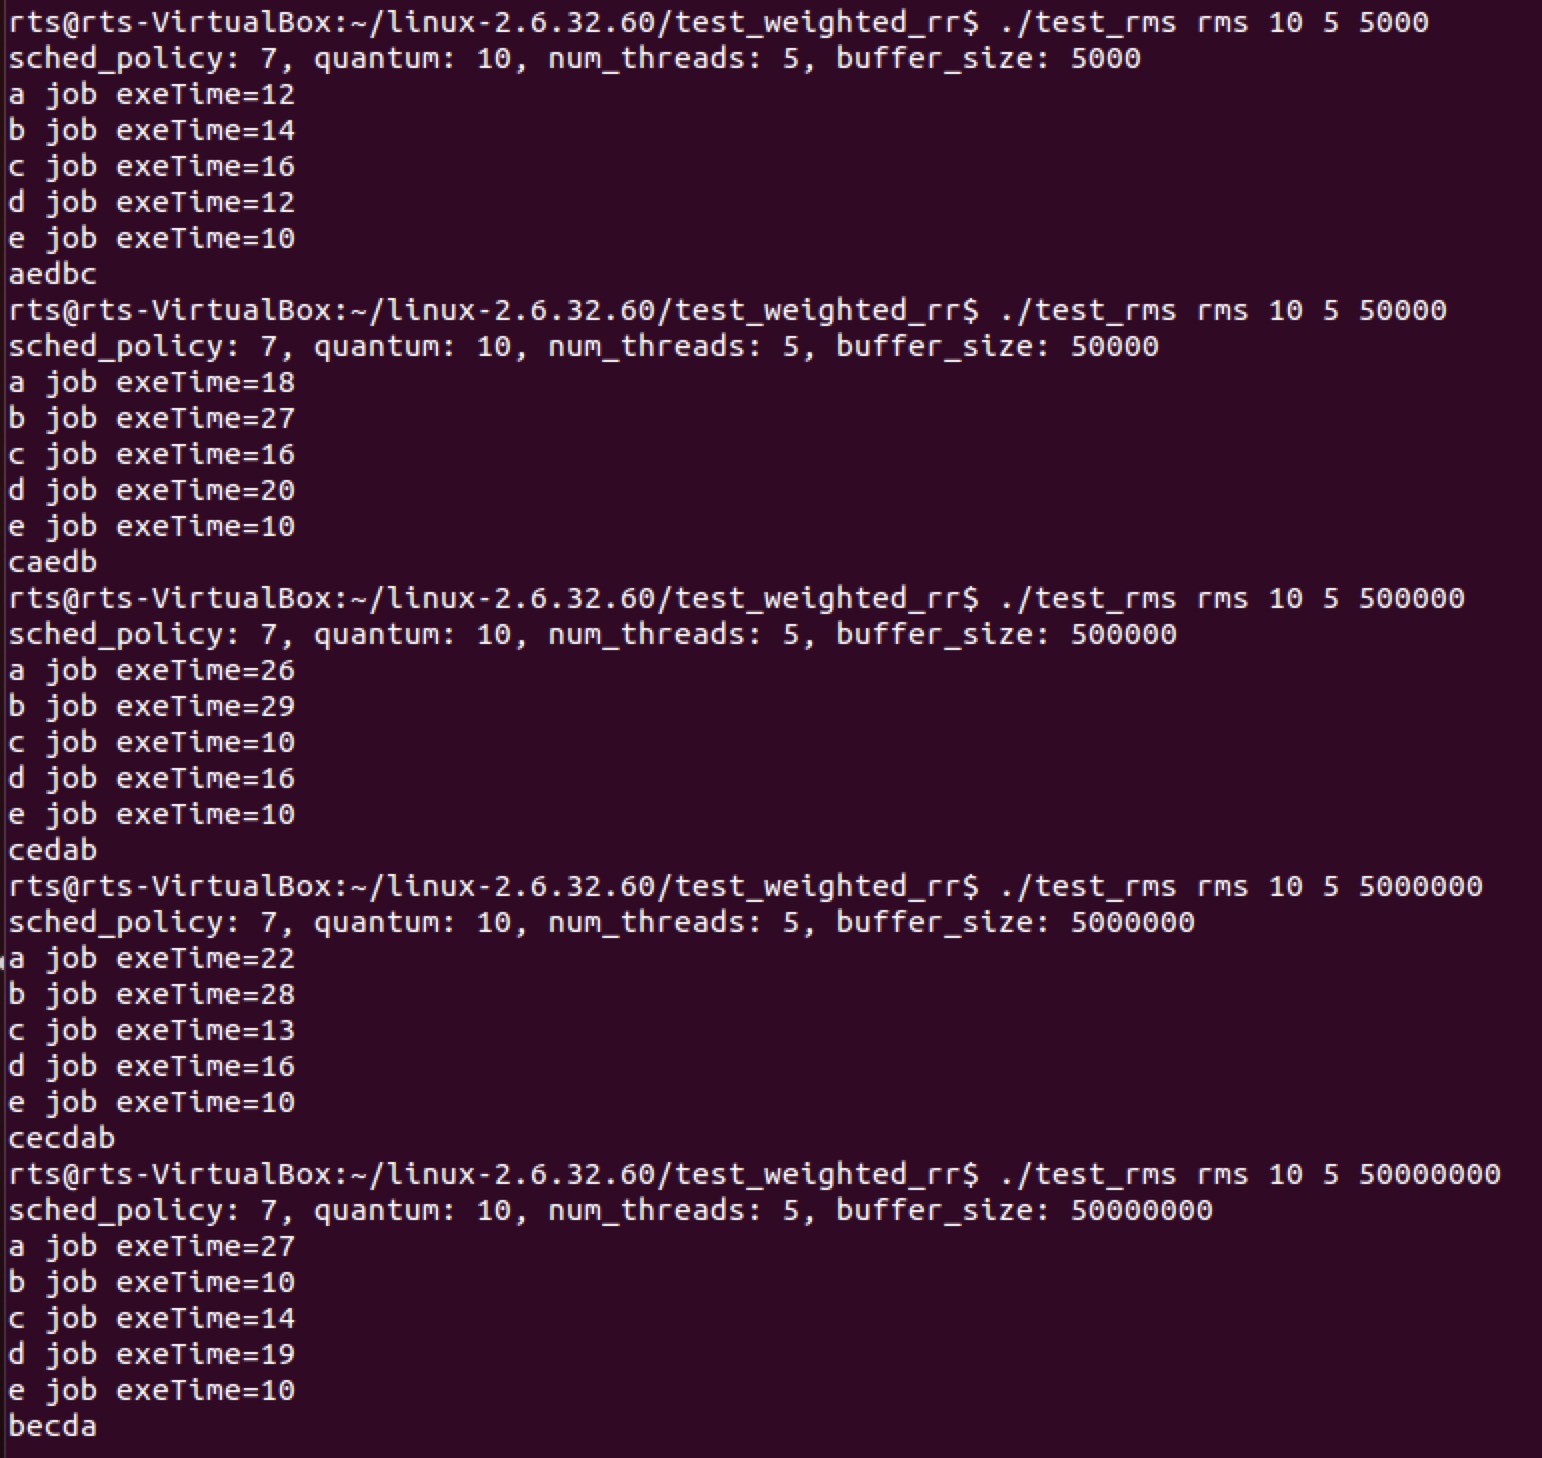 rts@rts-VirtualBox:~/linux-2.6.32.60/test_weighted_rr$ ./test_rms rms 10 5 5000
sched_policy: 7, quantum: 10, num_threads: 5, buffer_size: 5000
a job exeTime=12
b job exeTime=14
c job exeTime=16
d job exeTime=12
e job exeTime=10
aedbc
rts@rts-VirtualBox:~/linux-2.6.32.60/test_weighted_rr$ ./test_rms rms 10 5 50000
sched_policy: 7, quantum: 10, num_threads: 5, buffer_size: 50000
a job exeTime=18
b job exeTime=27
c job exeTime=16
d job exeTime=20
e job exeTime=10
caedb
rts@rts-VirtualBox:~/linux-2.6.32.60/test_weighted_rr$ ./test_rms rms 10 5 500000
sched_policy: 7, quantum: 10, num_threads: 5, buffer_size: 500000
a job exeTime=26
b job exeTime=29
c job exeTime=10
d job exeTime=16
e job exeTime=10
cedab
rts@rts-VirtualBox:~/linux-2.6.32.60/test_weighted_rr$ ./test_rms rms 10 5 5000000
sched_policy: 7, quantum: 10, num_threads: 5, buffer_size: 5000000
a job exeTime=22
b job exeTime=28
c job exeTime=13
d job exeTime=16
e job exeTime=10
cecdab
rts@rts-VirtualBox:~/linux-2.6.32.60/test_weighted_rr$ ./test_rms rms 10 5 50000000
sched_policy: 7, quantum: 10, num_threads: 5, buffer_size: 50000000
a job exeTime=27
b job exeTime=10
c job exeTime=14
d job exeTime=19
e job exeTime=10
becda